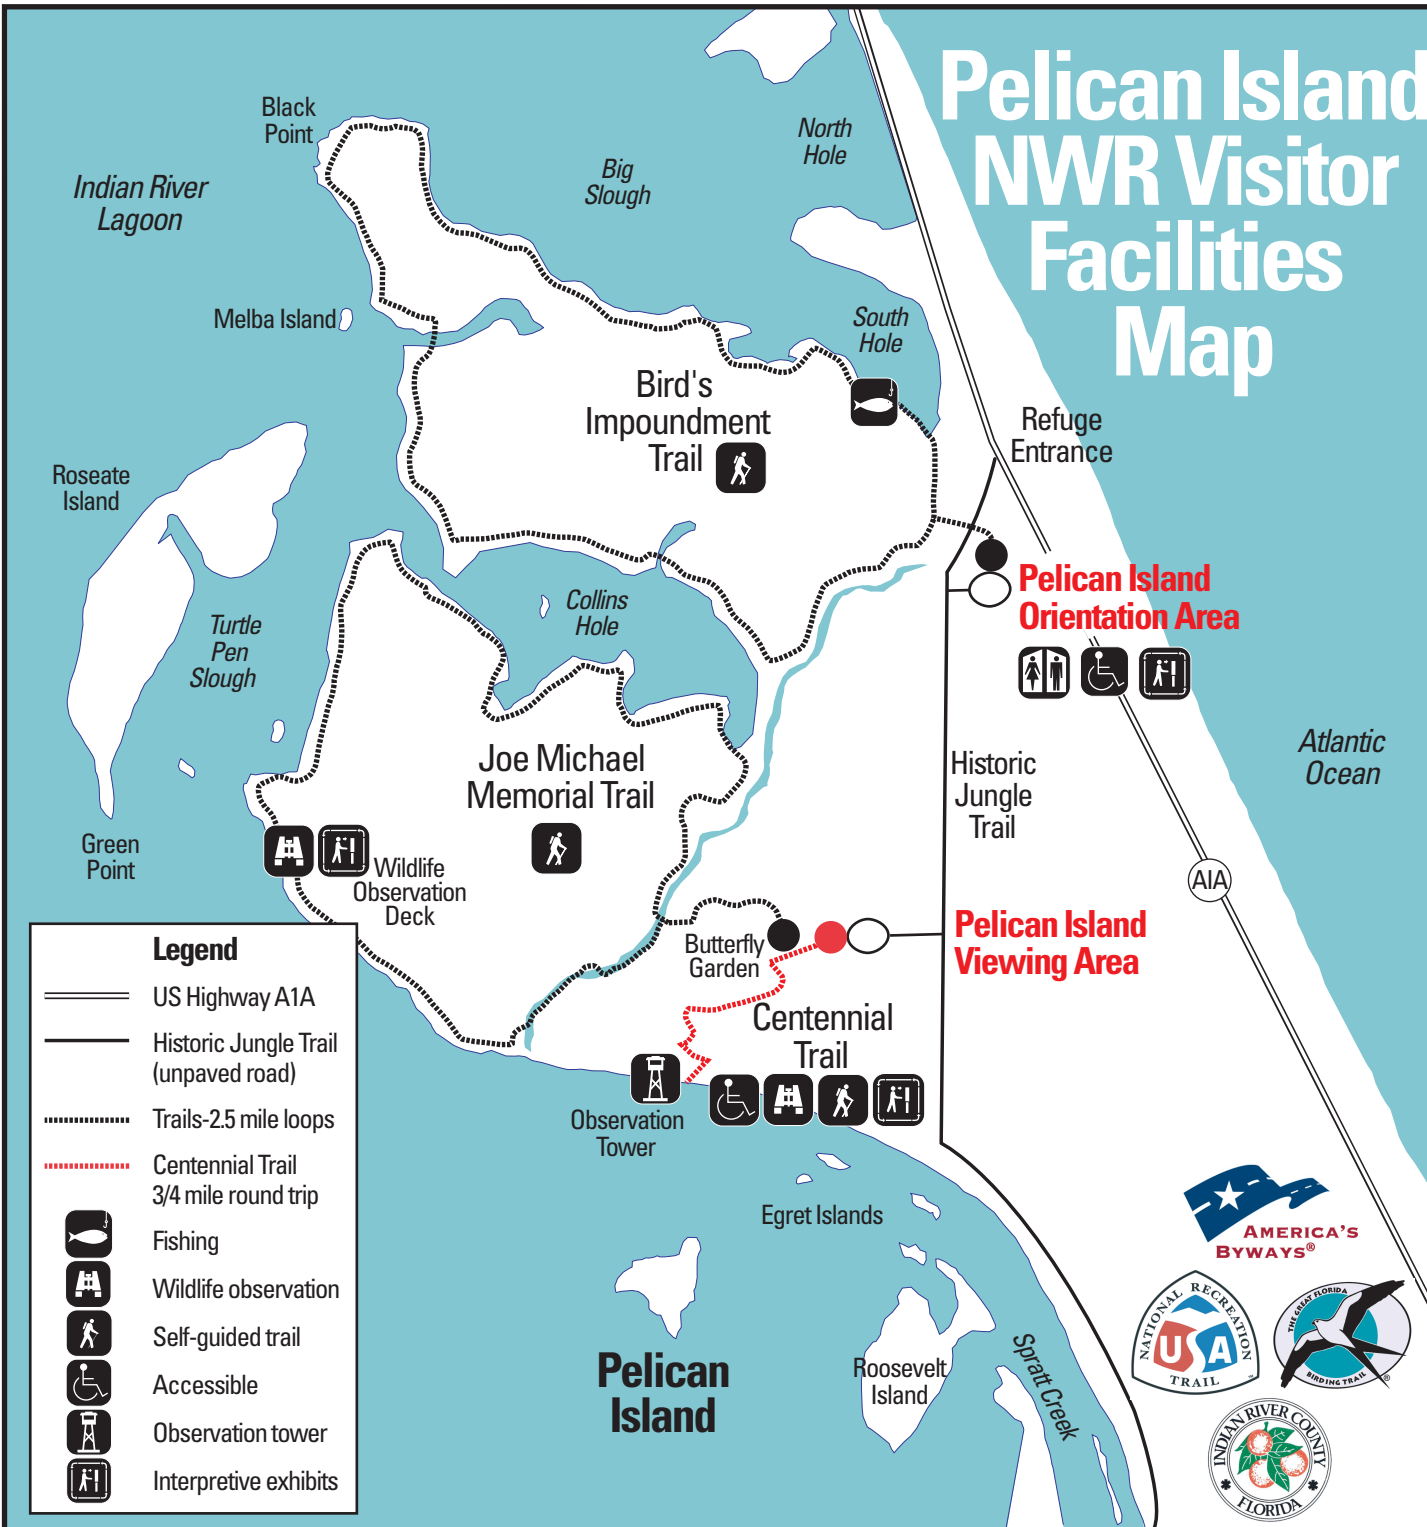 Pelican Island
NWR Visitor
Facilities
Map
Black
Point
Indian River
Lagoon
Big
Slough
North
Hole
Melba Island
South
Hole
Bird's
Impoundment
Trail
Refuge
Entrance
Roseate
Island
Pelican Island
Orientation Area
Collins
Hole
Turtle
Pen
Slough
Joe Michael
Memorial Trail
Historic
Jungle
Trail
Atlantic
Ocean
Green
Point
Wildlife
Observation
Deck
A1A
Butterfly
Garden
Pelican Island
Viewing Area
Centennial
Trail
Observation
Tower
Egret Islands
Pelican
Island
Roosevelt
Island
Spratt Creek
Legend
US Highway A1A
Historic Jungle Trail
(unpaved road)
Trails-2.5 mile loops
Centennial Trail
3/4 mile round trip
Fishing
Wildlife observation
Self-guided trail
Accessible
Observation tower
Interpretive exhibits
AMERICA'S
BYWAYS®
NATIONAL RECREATION
USA
TRAIL
THE GREAT FLORIDA
BIRDING TRAIL
®
INDIAN RIVER COUNTY
FLORIDA